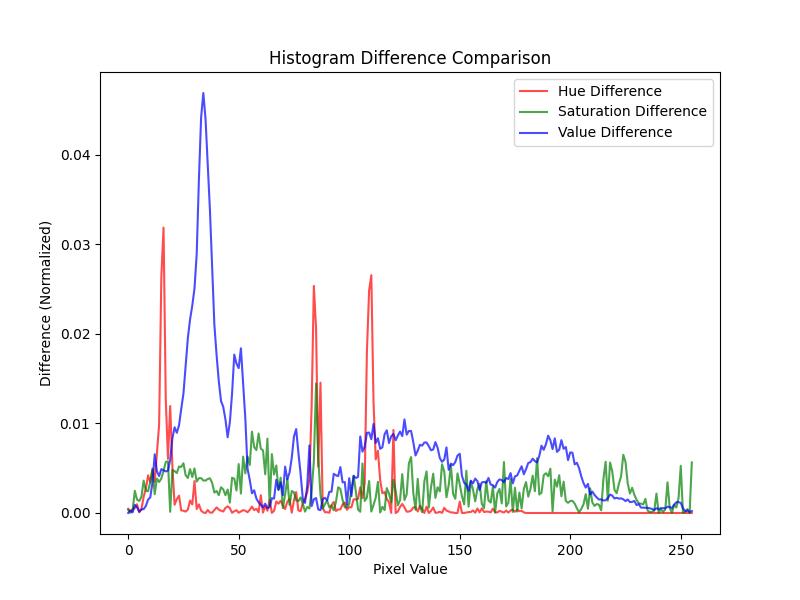 Histogram Difference Comparison
Hue Difference
Saturation Difference
Value Difference
Difference (Normalized)
0.04
0.03
0.02
0.01
0.00
0 50 100 150 200 250
Pixel Value